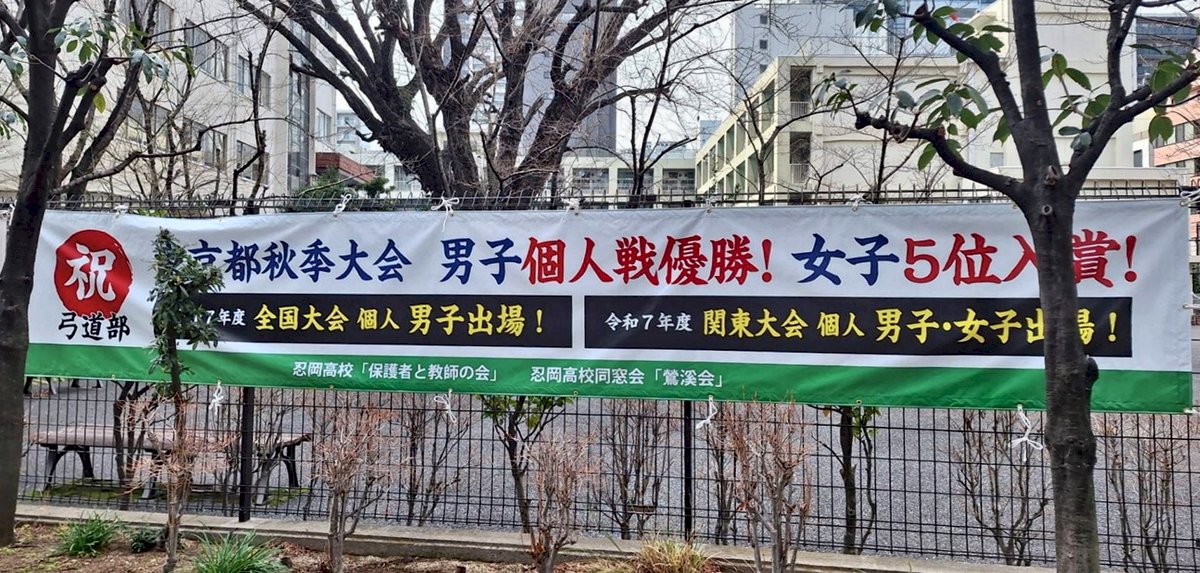 祝
弓道部
京都秋季大会 男子個人戦優勝! 女子5位入賞!
7年度 全国大会 個人 男子出場!
令和7年度 関東大会 個人 男子・女子出場!
忍岡高校「保護者と教師の会」 忍岡高校同窓会「鶯溪会」